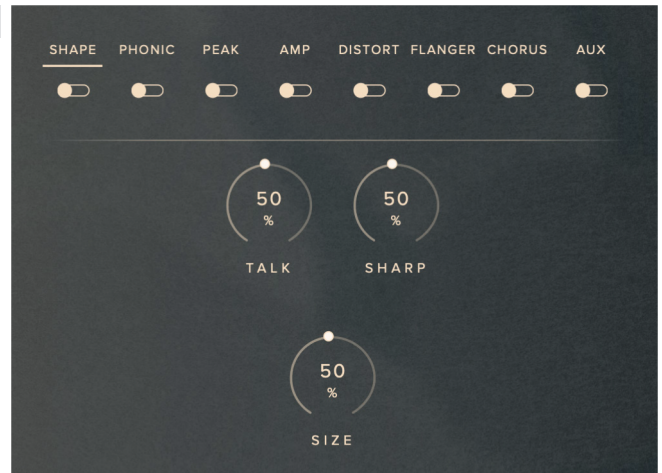 SHAPE PHONIC PEAK AMP DISTORT FLANGER CHORUS AUX
50 50
% %
TALK SHARP
50
%
SIZE